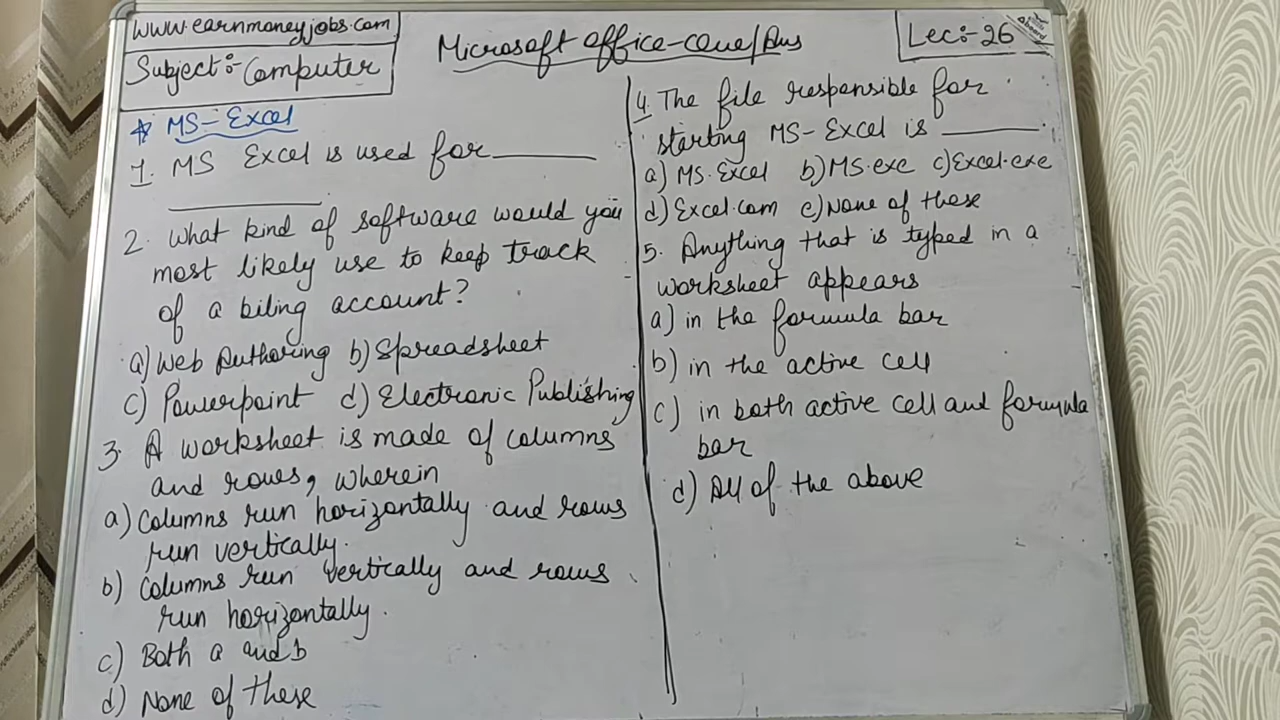 www.earnmoneyjobs.com
Subject:- Computer
Microsoft office-Que/Ans
Lec:-26
MS-Excel
1. MS Excel is used for__________
__________.
2. What kind of software would you
most likely use to keep track
of a biling account?
a) Web Authoring b) Spreadsheet
c) Powerpoint d) Electronic Publishing
3. A worksheet is made of columns
and rows, wherein
a) Columns run horizontally and rows
run vertically.
b) Columns run vertically and rows
run horizontally.
c) Both a and b
d) None of these
4. The file responsible for
starting MS-Excel is ________.
a) MS.Excel b) MS.exe c) Excel.exe
d) Excel.com e) None of these
5. Anything that is typed in a
worksheet appears
a) in the formula bar
b) in the active cell
c) in both active cell and formula
bar
d) All of the above